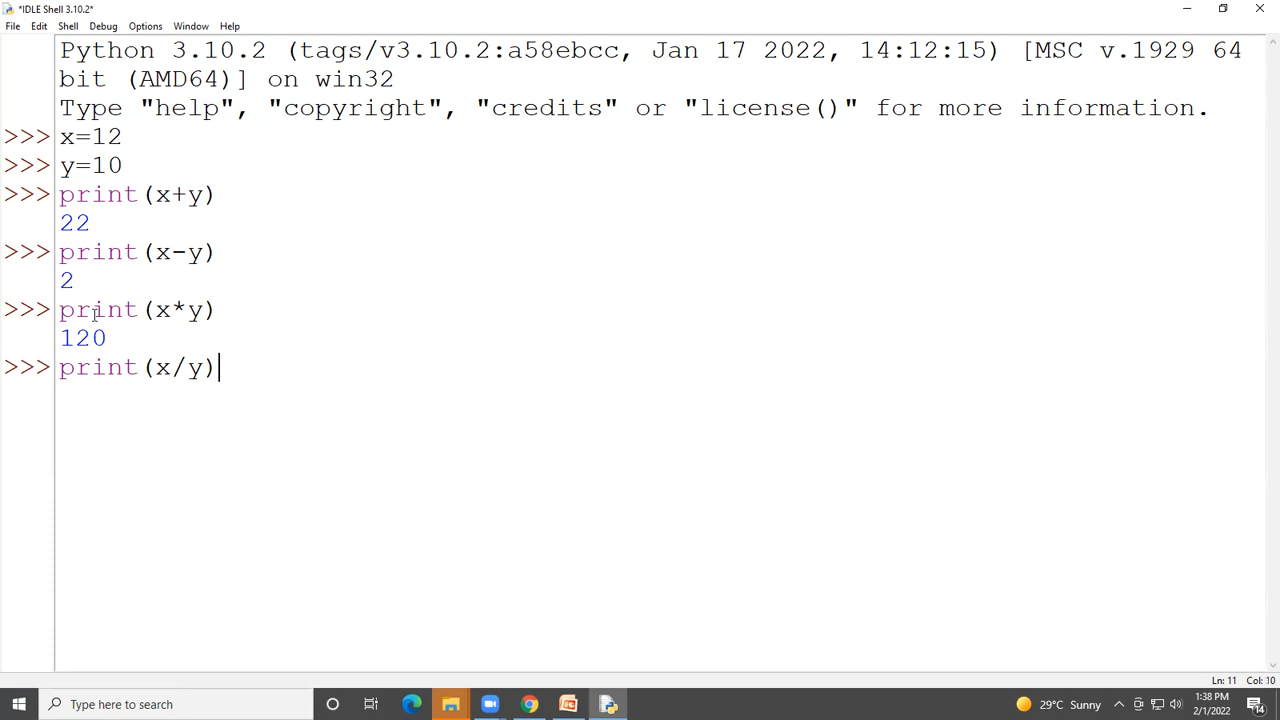 *IDLE Shell 3.10.2*
File Edit Shell Debug Options Window Help
Python 3.10.2 (tags/v3.10.2:a58ebcc, Jan 17 2022, 14:12:15) [MSC v.1929 64
bit (AMD64)] on win32
Type "help", "copyright", "credits" or "license()" for more information.
>>> x=12
>>> y=10
>>> print(x+y)
22
>>> print(x-y)
2
>>> print(x*y)
120
>>> print(x/y)
Ln: 11 Col: 10
Type here to search
29°C Sunny
1:38 PM
2/1/2022
14